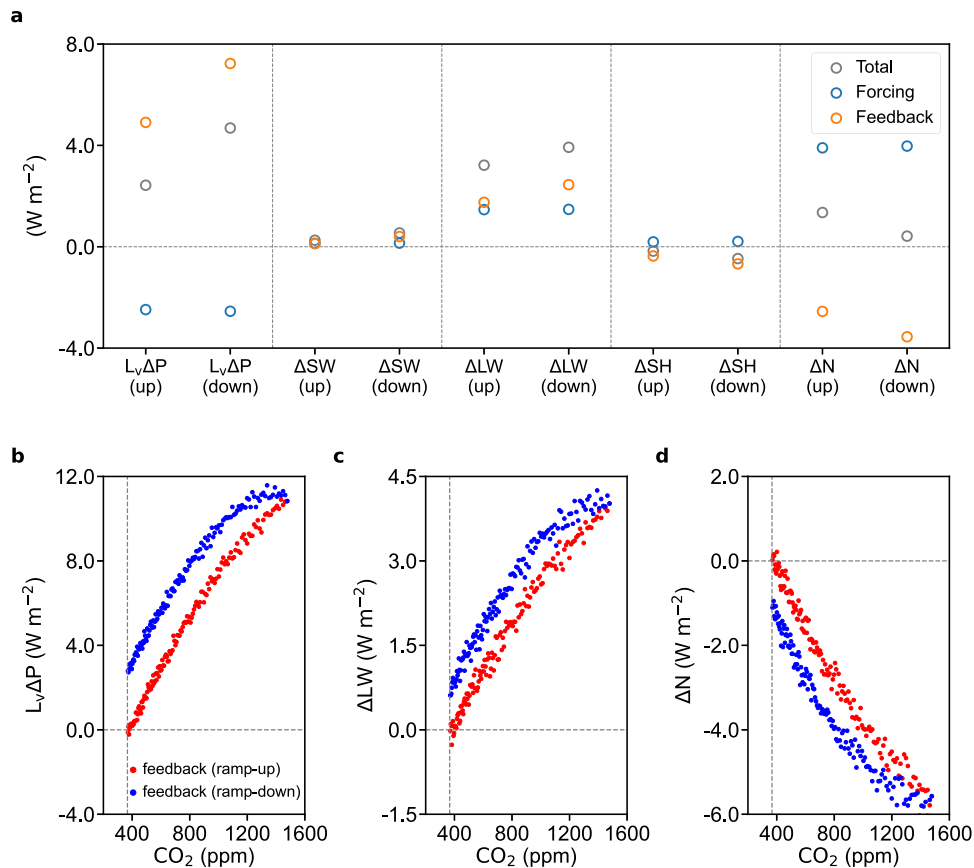 a
8.0
4.0
0.0
-4.0
(W m⁻²)
Total
Forcing
Feedback
LᵥΔP (up)
LᵥΔP (down)
ΔSW (up)
ΔSW (down)
ΔLW (up)
ΔLW (down)
ΔSH (up)
ΔSH (down)
ΔN (up)
ΔN (down)
b
12.0
8.0
4.0
0.0
-4.0
LᵥΔP (W m⁻²)
feedback (ramp-up)
feedback (ramp-down)
400 800 1200 1600
CO₂ (ppm)
c
4.5
3.0
1.5
0.0
-1.5
ΔLW (W m⁻²)
400 800 1200 1600
CO₂ (ppm)
d
2.0
0.0
-2.0
-4.0
-6.0
ΔN (W m⁻²)
400 800 1200 1600
CO₂ (ppm)